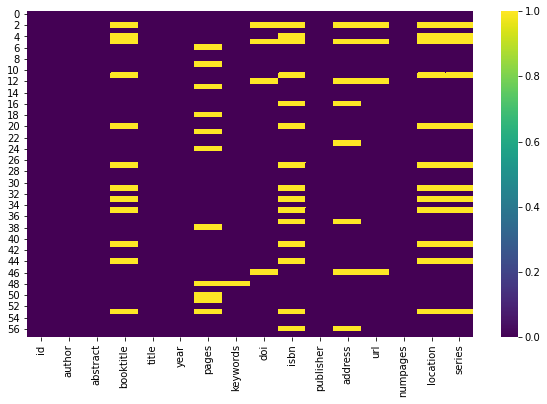 0
2
4
6
8
10
12
14
16
18
20
22
24
26
28
30
32
34
36
38
40
42
44
46
48
50
52
54
56
id
author
abstract
booktitle
title
year
pages
keywords
doi
isbn
publisher
address
url
numpages
location
series
1.0
0.8
0.6
0.4
0.2
0.0